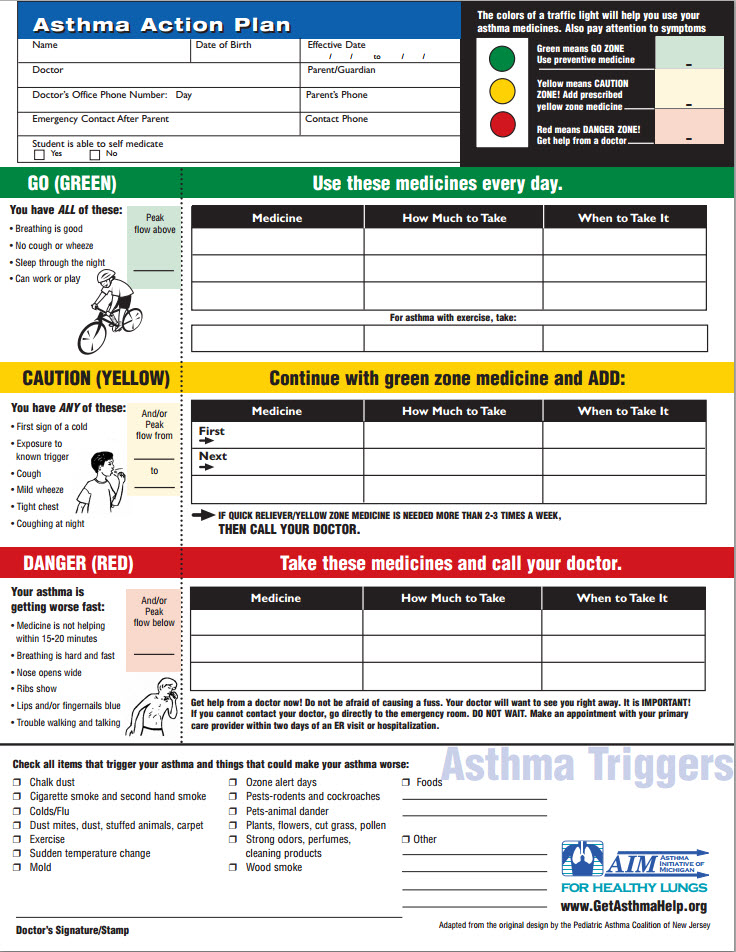 Asthma Action Plan
The colors of a traffic light will help you use your
asthma medicines. Also pay attention to symptoms
Green means GO ZONE
Use preventive medicine
Yellow means CAUTION
ZONE! Add prescribed
yellow zone medicine
Red means DANGER ZONE!
Get help from a doctor
Name Date of Birth Effective Date
/ / to / /
Doctor Parent/Guardian
Doctor's Office Phone Number: Day Parent's Phone
Emergency Contact After Parent Contact Phone
Student is able to self medicate
Yes No
GO (GREEN) Use these medicines every day.
You have ALL of these:
• Breathing is good
• No cough or wheeze
• Sleep through the night
• Can work or play
Peak
flow above
Medicine How Much to Take When to Take It
For asthma with exercise, take:
CAUTION (YELLOW) Continue with green zone medicine and ADD:
You have ANY of these:
• First sign of a cold
• Exposure to
known trigger
• Cough
• Mild wheeze
• Tight chest
• Coughing at night
And/or
Peak
flow from
to
Medicine How Much to Take When to Take It
First
Next
IF QUICK RELIEVER/YELLOW ZONE MEDICINE IS NEEDED MORE THAN 2-3 TIMES A WEEK,
THEN CALL YOUR DOCTOR.
DANGER (RED) Take these medicines and call your doctor.
Your asthma is
getting worse fast:
• Medicine is not helping
within 15-20 minutes
• Breathing is hard and fast
• Nose opens wide
• Ribs show
• Lips and/or fingernails blue
• Trouble walking and talking
And/or
Peak
flow below
Medicine How Much to Take When to Take It
Get help from a doctor now! Do not be afraid of causing a fuss. Your doctor will want to see you right away. It is IMPORTANT!
If you cannot contact your doctor, go directly to the emergency room. DO NOT WAIT. Make an appointment with your primary
care provider within two days of an ER visit or hospitalization.
Asthma Triggers
Check all items that trigger your asthma and things that could make your asthma worse:
Chalk dust
Cigarette smoke and second hand smoke
Colds/Flu
Dust mites, dust, stuffed animals, carpet
Exercise
Sudden temperature change
Mold
Ozone alert days
Pests-rodents and cockroaches
Pets-animal dander
Plants, flowers, cut grass, pollen
Strong odors, perfumes,
cleaning products
Wood smoke
Foods
Other
AIM ASTHMA
INITIATIVE OF
MICHIGAN
FOR HEALTHY LUNGS
www.GetAsthmaHelp.org
Doctor's Signature/Stamp
Adapted from the original design by the Pediatric Asthma Coalition of New Jersey